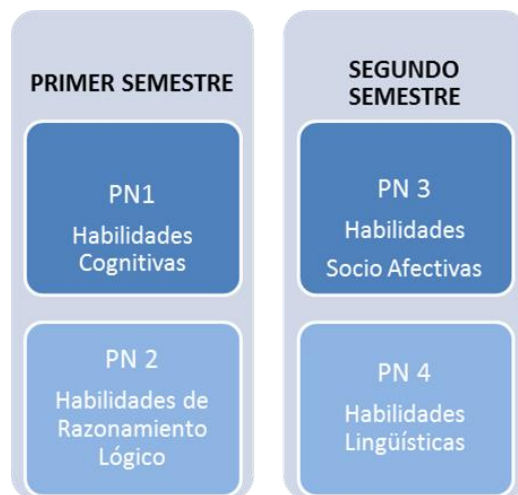 PRIMER SEMESTRE
PN1
Habilidades
Cognitivas
PN 2
Habilidades de
Razonamiento
Lógico
SEGUNDO
SEMESTRE
PN 3
Habilidades
Socio Afectivas
PN 4
Habilidades
Lingüísticas